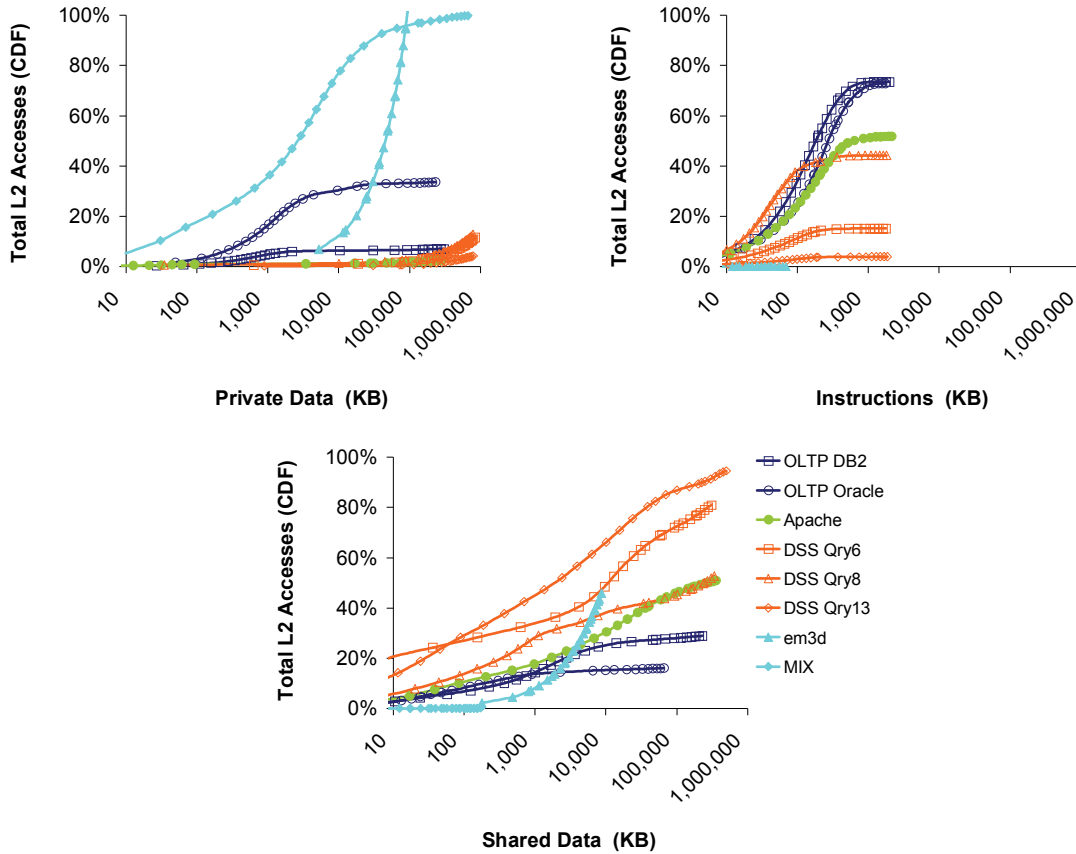 Total L2 Accesses (CDF)
100%
80%
60%
40%
20%
0%
10
100
1,000
10,000
100,000
1,000,000
Private Data (KB)
Total L2 Accesses (CDF)
100%
80%
60%
40%
20%
0%
10
100
1,000
10,000
100,000
1,000,000
Instructions (KB)
Total L2 Accesses (CDF)
100%
80%
60%
40%
20%
0%
10
100
1,000
10,000
100,000
1,000,000
Shared Data (KB)
OLTP DB2
OLTP Oracle
Apache
DSS Qry6
DSS Qry8
DSS Qry13
em3d
MIX